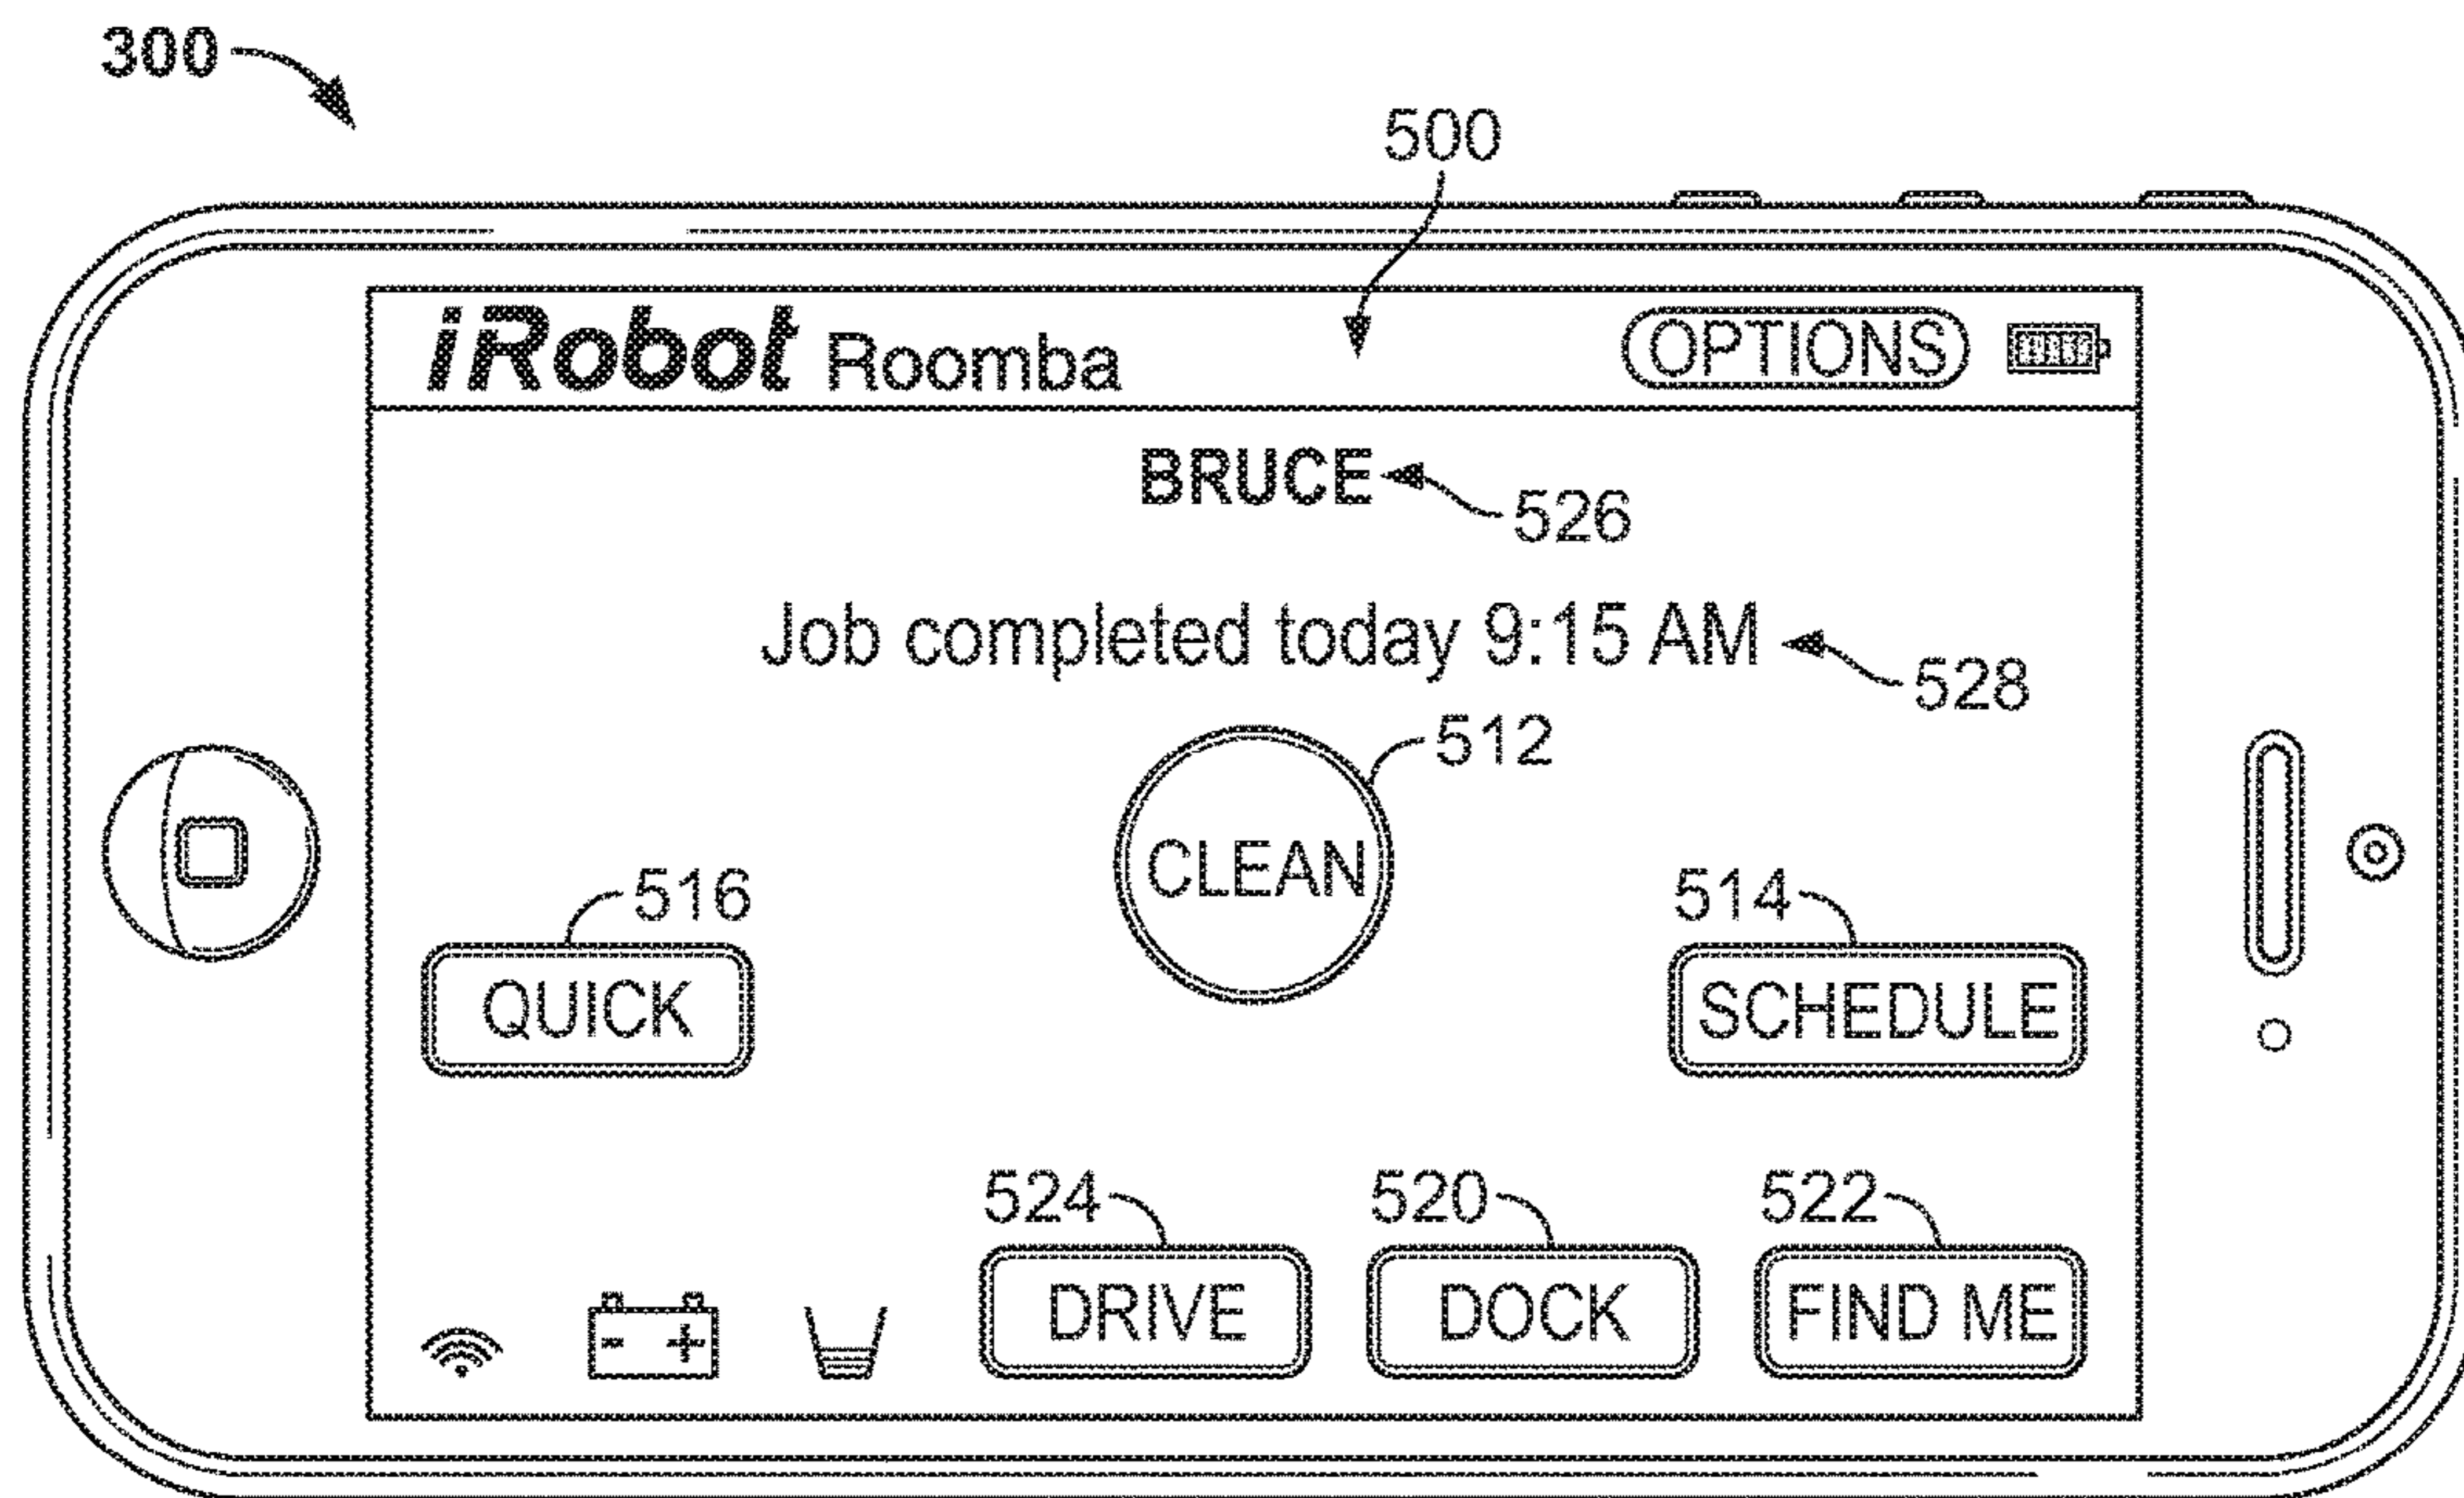 300
500
iRobot Roomba OPTIONS
BRUCE 526
Job completed today 9:15 AM 528
512
CLEAN
516 514
QUICK SCHEDULE
524 520 522
DRIVE DOCK FIND ME
- +